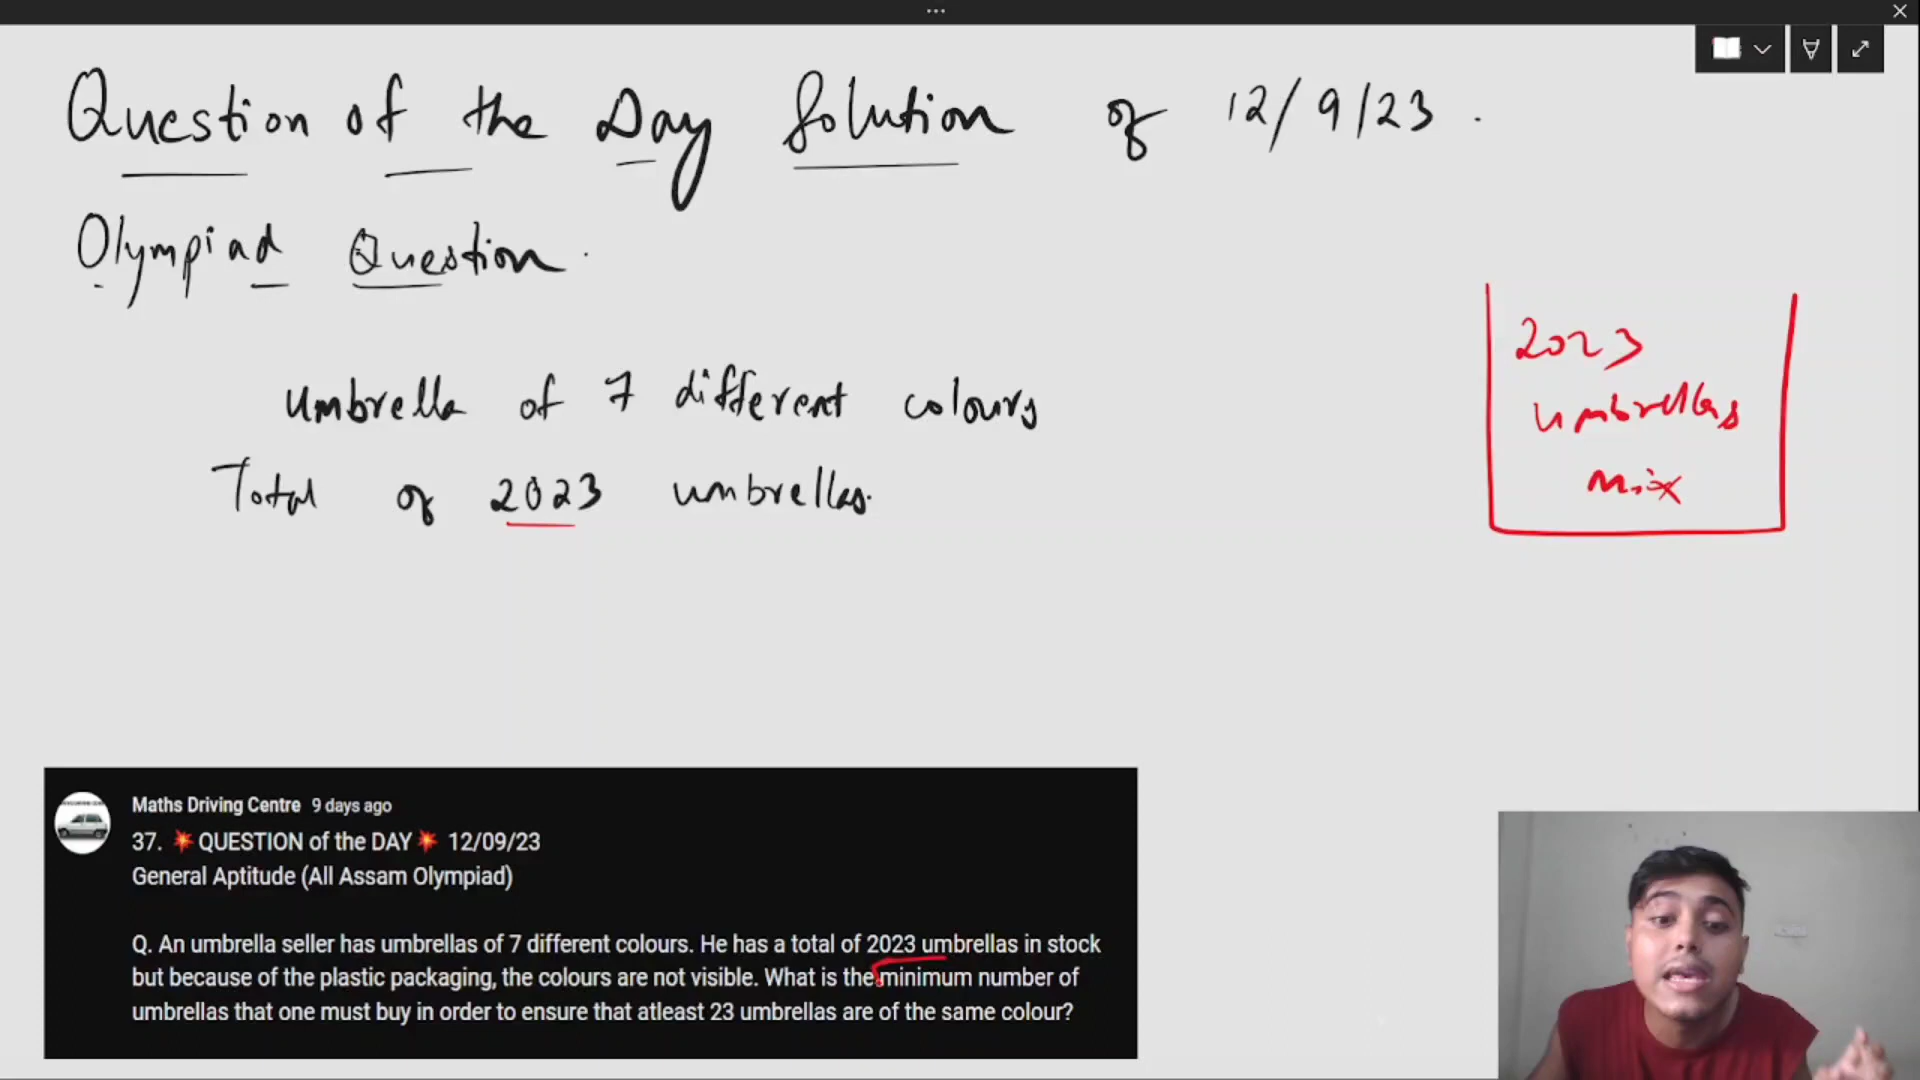 Question of the Day Solution of 12/9/23.
Olympiad Question.
2023
umbrellas
mix
Umbrella of 7 different colours
Total of 2023 umbrellas.
Maths Driving Centre 9 days ago
37. 💥QUESTION of the DAY💥 12/09/23
General Aptitude (All Assam Olympiad)
Q. An umbrella seller has umbrellas of 7 different colours. He has a total of 2023 umbrellas in stock
but because of the plastic packaging, the colours are not visible. What is the minimum number of
umbrellas that one must buy in order to ensure that atleast 23 umbrellas are of the same colour?